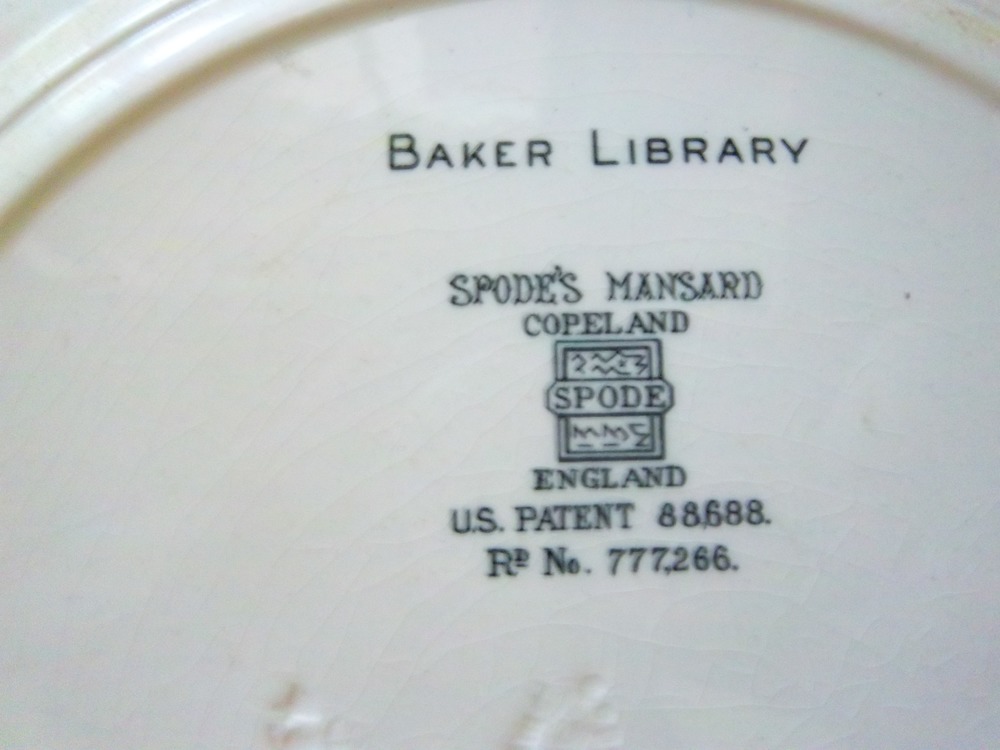 BAKER LIBRARY
SPODE'S MANSARD
COPELAND
SPODE
ENGLAND
U.S. PATENT 88,688.
RD No. 777,266.